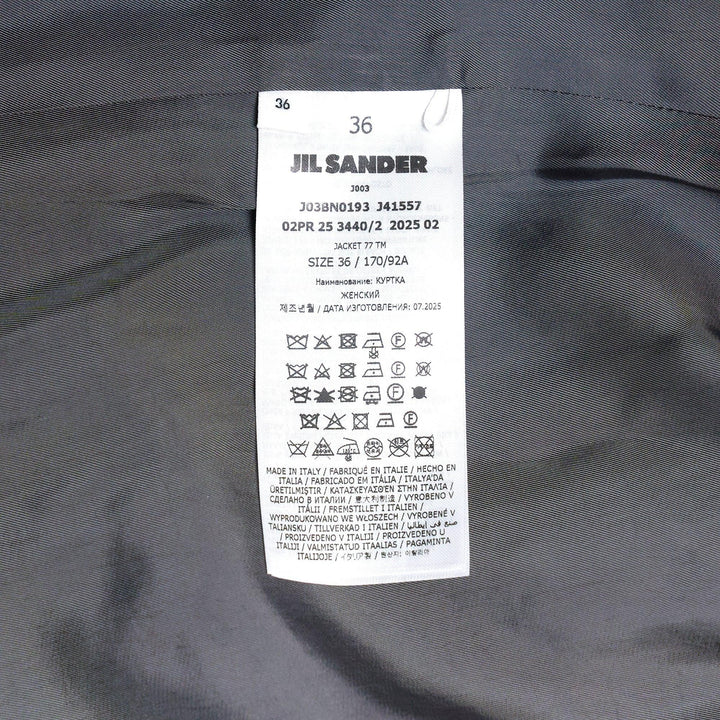 36
36
JIL SANDER
J003
J03BN0193 J41557
02PR 25 3440/2 2025 02
JACKET 77 TM
SIZE 36 / 170/92A
Наименование: КУРТКА
ЖЕНСКИЙ
제조년월 / ДАТА ИЗГОТОВЛЕНИЯ: 07.2025
MADE IN ITALY / FABRIQUÉ EN ITALIE / HECHO EN
ITALIA / FABRICADO EM ITÁLIA / ITALYA'DA
ÜRETİLMİŞTİR / ΚΑΤΑΣΚΕΥΑΣΘΕΝ ΣΤΗΝ ΙΤΑΛΙΑ /
СДЕЛАНО В ИТАЛИИ / 意大利制造 / VYROBENO V
ITÁLII / FREMSTILLET I ITALIEN /
WYPRODUKOWANO WE WŁOSZECH / VYROBENÉ V
TALIANSKU / TILLVERKAD I ITALIEN / صنع في إيطاليا
/ PROIZVEDENO V ITALIJI / PROIZVEDENO U
ITALIJI / VALMISTATUD ITAALIAS / PAGAMINTA
ITALIJOJE / イタリア製 / 원산지: 이탈리아